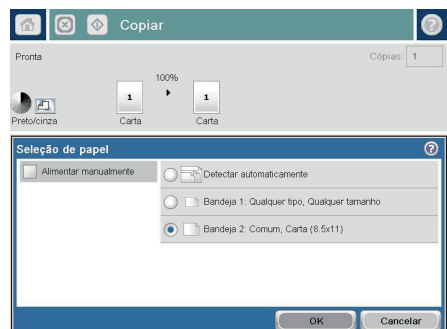 Copiar
Pronta
Cópias: 1
100%
1 1
Preto/cinza Carta Carta
Seleção de papel
Alimentar manualmente
Detectar automaticamente
Bandeja 1: Qualquer tipo, Qualquer tamanho
Bandeja 2: Comum, Carta (8.5x11)
OK Cancelar